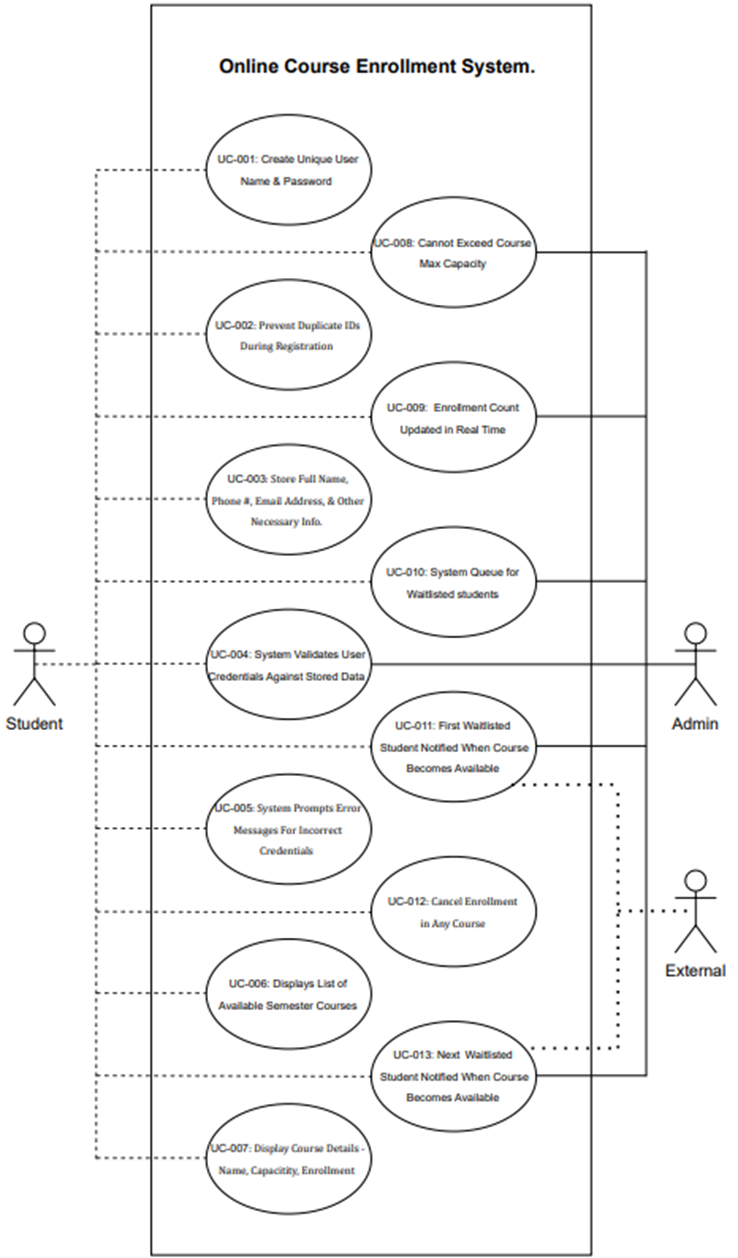 Online Course Enrollment System.
UC-001: Create Unique User
Name & Password
UC-008: Cannot Exceed Course
Max Capacity
UC-002: Prevent Duplicate IDs
During Registration
UC-009: Enrollment Count
Updated in Real Time
UC-003: Store Full Name,
Phone #, Email Address, & Other
Necessary Info.
UC-010: System Queue for
Waitlisted students
UC-004: System Validates User
Credentials Against Stored Data
Student
Admin
UC-011: First Waitlisted
Student Notified When Course
Becomes Available
UC-005: System Prompts Error
Messages For Incorrect
Credentials
UC-012: Cancel Enrollment
in Any Course
External
UC-006: Displays List of
Available Semester Courses
UC-013: Next Waitlisted
Student Notified When Course
Becomes Available
UC-007: Display Course Details -
Name, Capacitity, Enrollment